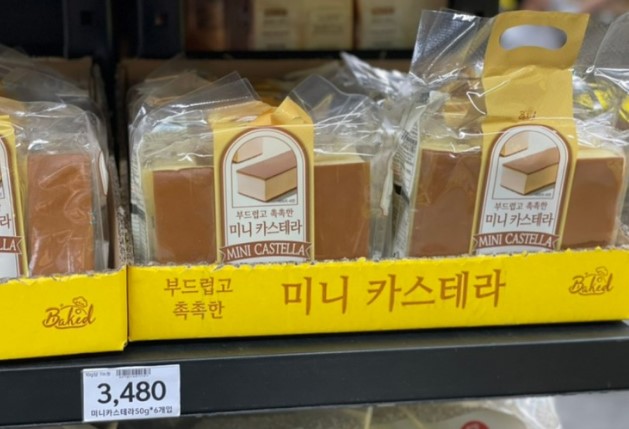 부드럽고 촉촉한
미니 카스테라
MINI CASTELLA
부드럽고 촉촉한
미니 카스테라
MINI CASTELLA
라
LA
Baked
부드럽고
촉촉한
미니 카스테라
Baked
3,480
미니카스테라50g*6개입